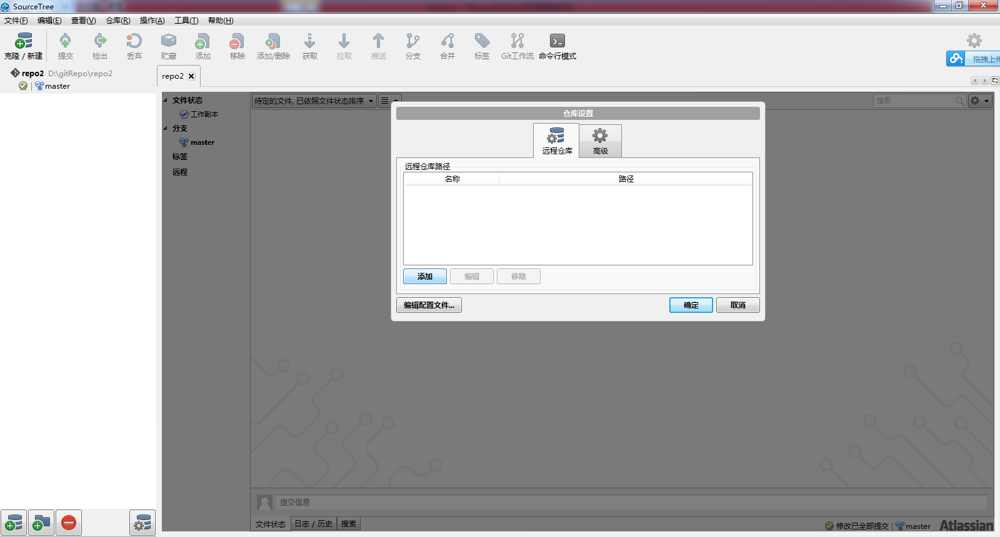 SourceTree
文件(F) 编辑(E) 查看(V) 仓库(R) 操作(A) 工具(T) 帮助(H)
克隆 / 新建 提交 检出 丢弃 贮藏 添加 移除 添加/删除 获取 拉取 推送 分支 合并 标签 Git工作流 命令行模式
拖拽上传
repo2 D:\gitRepo\repo2
master
repo2
文件状态
工作副本
分支
master
标签
远程
待定的文件, 已依照文件状态排序
搜索
仓库设置
远程仓库 高级
远程仓库路径
名称 路径
添加 编辑 移除
编辑配置文件... 确定 取消
提交信息
文件状态 日志 / 历史 搜索
修改已全部提交 master Atlassian